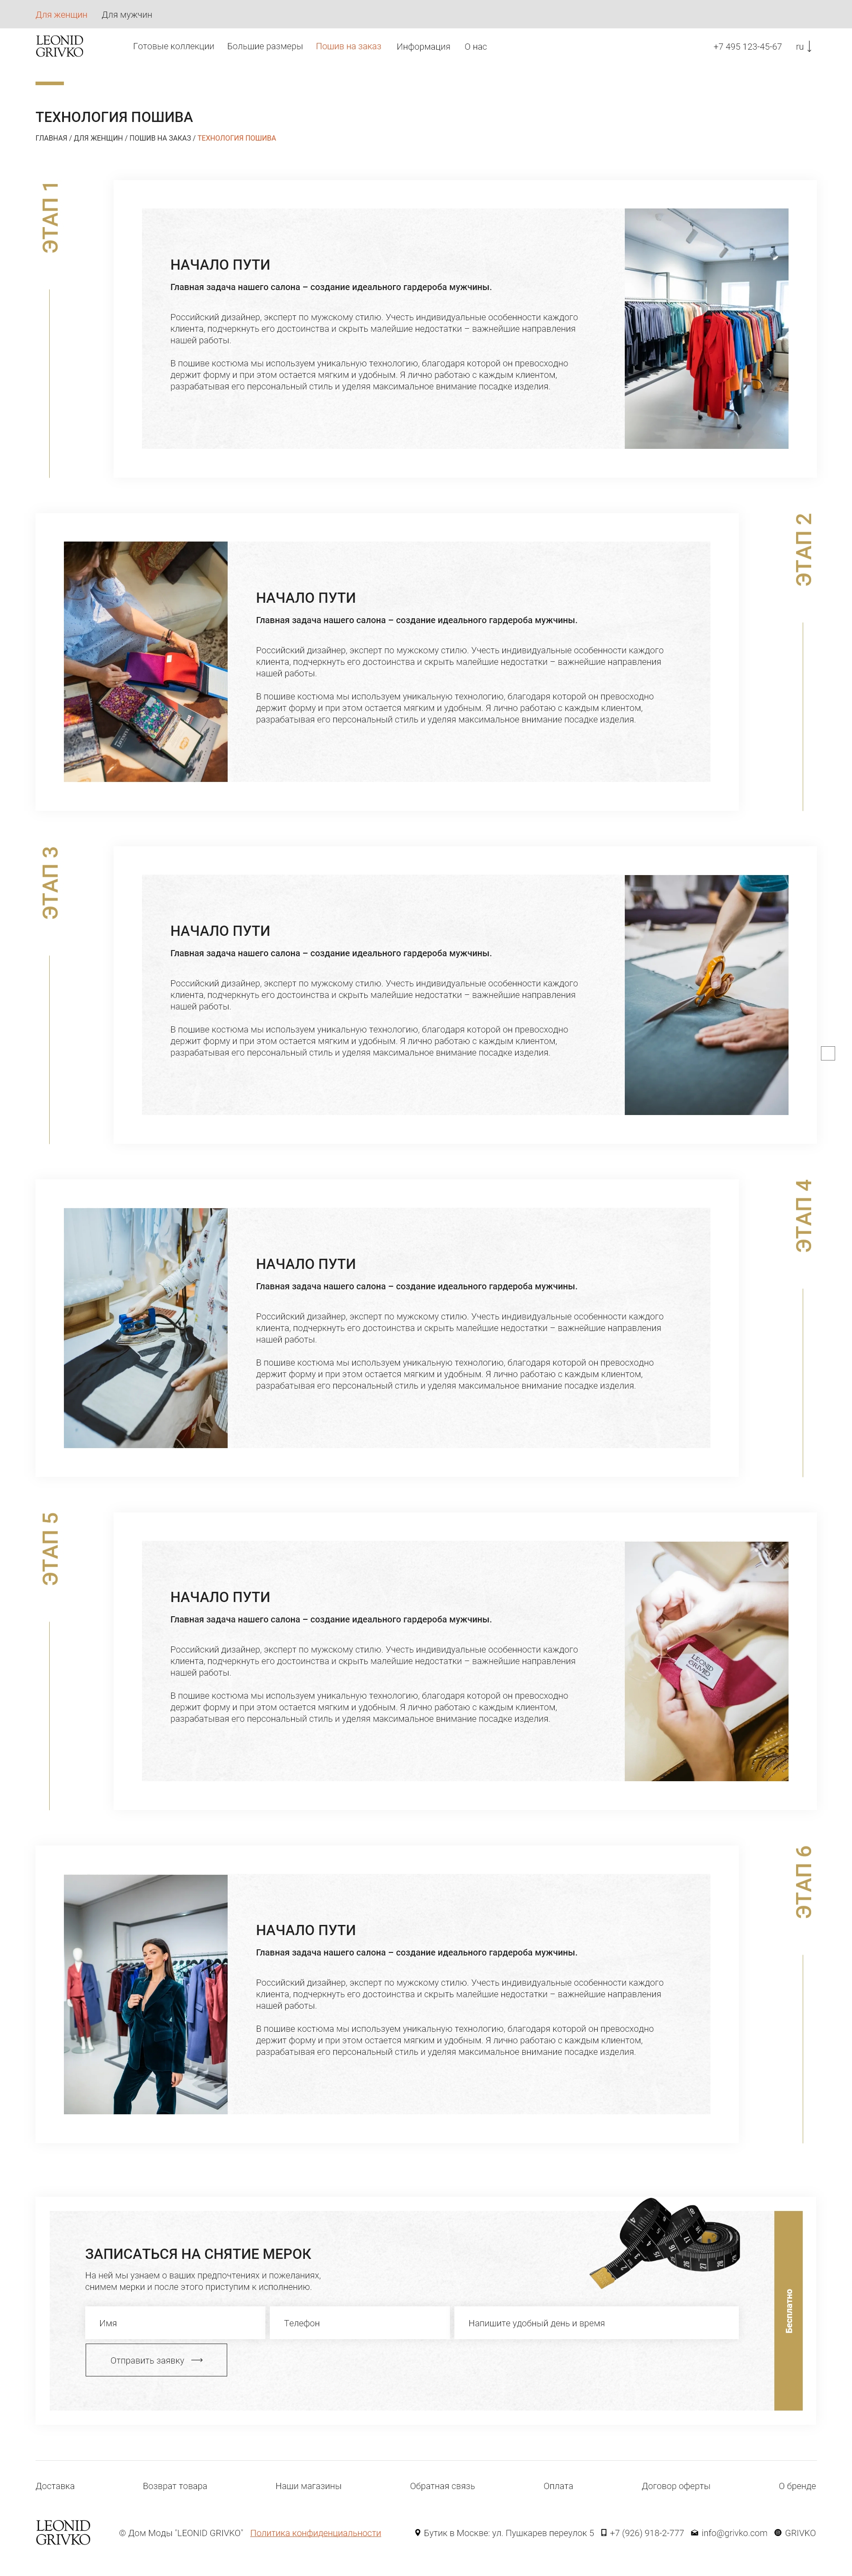 Для женщин Для мужчин
LEONID GRIVKO
Готовые коллекции Большие размеры Пошив на заказ Информация О нас +7 495 123-45-67 ru
ТЕХНОЛОГИЯ ПОШИВА
ГЛАВНАЯ / ДЛЯ ЖЕНЩИН / ПОШИВ НА ЗАКАЗ / ТЕХНОЛОГИЯ ПОШИВА
ЭТАП 1
НАЧАЛО ПУТИ
Главная задача нашего салона – создание идеального гардероба мужчины.
Российский дизайнер, эксперт по мужскому стилю. Учесть индивидуальные особенности каждого
клиента, подчеркнуть его достоинства и скрыть малейшие недостатки – важнейшие направления
нашей работы.
В пошиве костюма мы используем уникальную технологию, благодаря которой он превосходно
держит форму и при этом остается мягким и удобным. Я лично работаю с каждым клиентом,
разрабатывая его персональный стиль и уделяя максимальное внимание посадке изделия.
ЭТАП 2
НАЧАЛО ПУТИ
Главная задача нашего салона – создание идеального гардероба мужчины.
Российский дизайнер, эксперт по мужскому стилю. Учесть индивидуальные особенности каждого
клиента, подчеркнуть его достоинства и скрыть малейшие недостатки – важнейшие направления
нашей работы.
В пошиве костюма мы используем уникальную технологию, благодаря которой он превосходно
держит форму и при этом остается мягким и удобным. Я лично работаю с каждым клиентом,
разрабатывая его персональный стиль и уделяя максимальное внимание посадке изделия.
ЭТАП 3
НАЧАЛО ПУТИ
Главная задача нашего салона – создание идеального гардероба мужчины.
Российский дизайнер, эксперт по мужскому стилю. Учесть индивидуальные особенности каждого
клиента, подчеркнуть его достоинства и скрыть малейшие недостатки – важнейшие направления
нашей работы.
В пошиве костюма мы используем уникальную технологию, благодаря которой он превосходно
держит форму и при этом остается мягким и удобным. Я лично работаю с каждым клиентом,
разрабатывая его персональный стиль и уделяя максимальное внимание посадке изделия.
ЭТАП 4
НАЧАЛО ПУТИ
Главная задача нашего салона – создание идеального гардероба мужчины.
Российский дизайнер, эксперт по мужскому стилю. Учесть индивидуальные особенности каждого
клиента, подчеркнуть его достоинства и скрыть малейшие недостатки – важнейшие направления
нашей работы.
В пошиве костюма мы используем уникальную технологию, благодаря которой он превосходно
держит форму и при этом остается мягким и удобным. Я лично работаю с каждым клиентом,
разрабатывая его персональный стиль и уделяя максимальное внимание посадке изделия.
ЭТАП 5
НАЧАЛО ПУТИ
Главная задача нашего салона – создание идеального гардероба мужчины.
Российский дизайнер, эксперт по мужскому стилю. Учесть индивидуальные особенности каждого
клиента, подчеркнуть его достоинства и скрыть малейшие недостатки – важнейшие направления
нашей работы.
В пошиве костюма мы используем уникальную технологию, благодаря которой он превосходно
держит форму и при этом остается мягким и удобным. Я лично работаю с каждым клиентом,
разрабатывая его персональный стиль и уделяя максимальное внимание посадке изделия.
LEONID
GRIVKO
ЭТАП 6
НАЧАЛО ПУТИ
Главная задача нашего салона – создание идеального гардероба мужчины.
Российский дизайнер, эксперт по мужскому стилю. Учесть индивидуальные особенности каждого
клиента, подчеркнуть его достоинства и скрыть малейшие недостатки – важнейшие направления
нашей работы.
В пошиве костюма мы используем уникальную технологию, благодаря которой он превосходно
держит форму и при этом остается мягким и удобным. Я лично работаю с каждым клиентом,
разрабатывая его персональный стиль и уделяя максимальное внимание посадке изделия.
ЗАПИСАТЬСЯ НА СНЯТИЕ МЕРОК
На ней мы узнаем о ваших предпочтениях и пожеланиях,
снимем мерки и после этого приступим к исполнению.
Имя Телефон Напишите удобный день и время
Отправить заявку
Бесплатно
Доставка Возврат товара Наши магазины Обратная связь Оплата Договор оферты О бренде
LEONID
GRIVKO
© Дом Моды "LEONID GRIVKO" Политика конфиденциальности Бутик в Москве: ул. Пушкарев переулок 5 +7 (926) 918-2-777 info@grivko.com GRIVKO